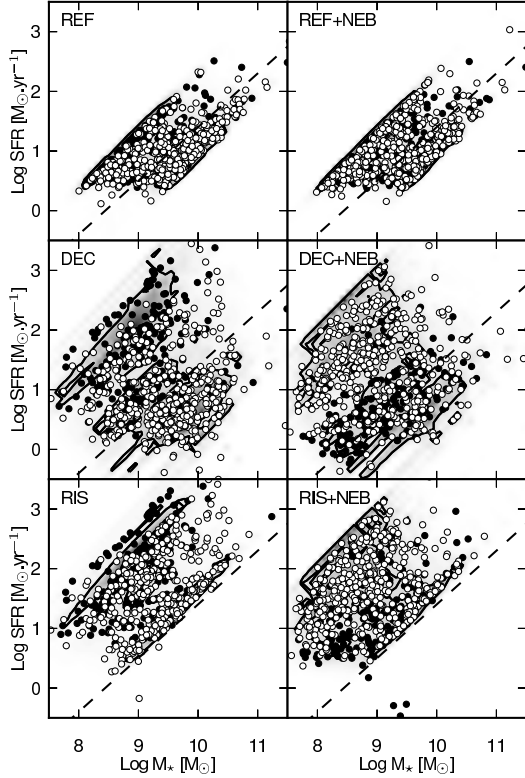 REF
REF+NEB
3
2
1
0
Log SFR [M⊙.yr⁻¹]
DEC
DEC+NEB
3
2
1
0
Log SFR [M⊙.yr⁻¹]
RIS
RIS+NEB
3
2
1
0
Log SFR [M⊙.yr⁻¹]
8 9 10 11 8 9 10 11
Log M⋆ [M⊙] Log M⋆ [M⊙]